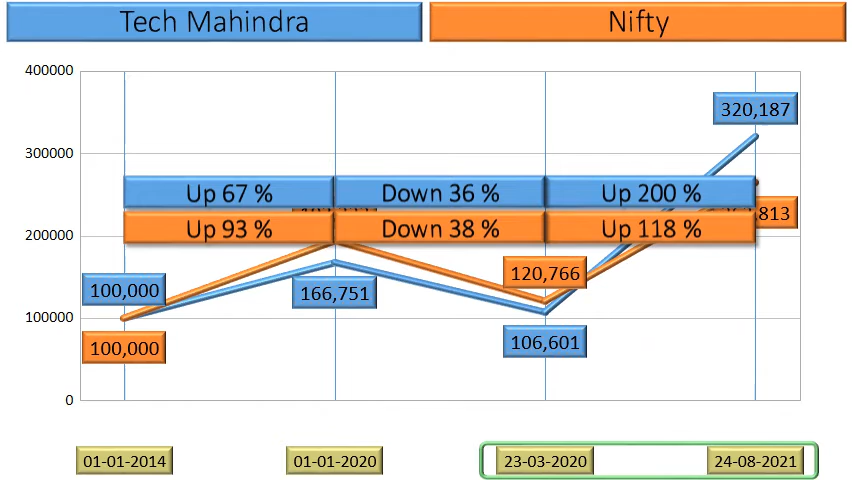 Tech Mahindra
Nifty
400000
320,187
300000
Up 67 %
Down 36 %
Up 200 %
813
Up 93 %
Down 38 %
Up 118 %
200000
120,766
100,000
166,751
100000
106,601
100,000
0
01-01-2014
01-01-2020
23-03-2020
24-08-2021